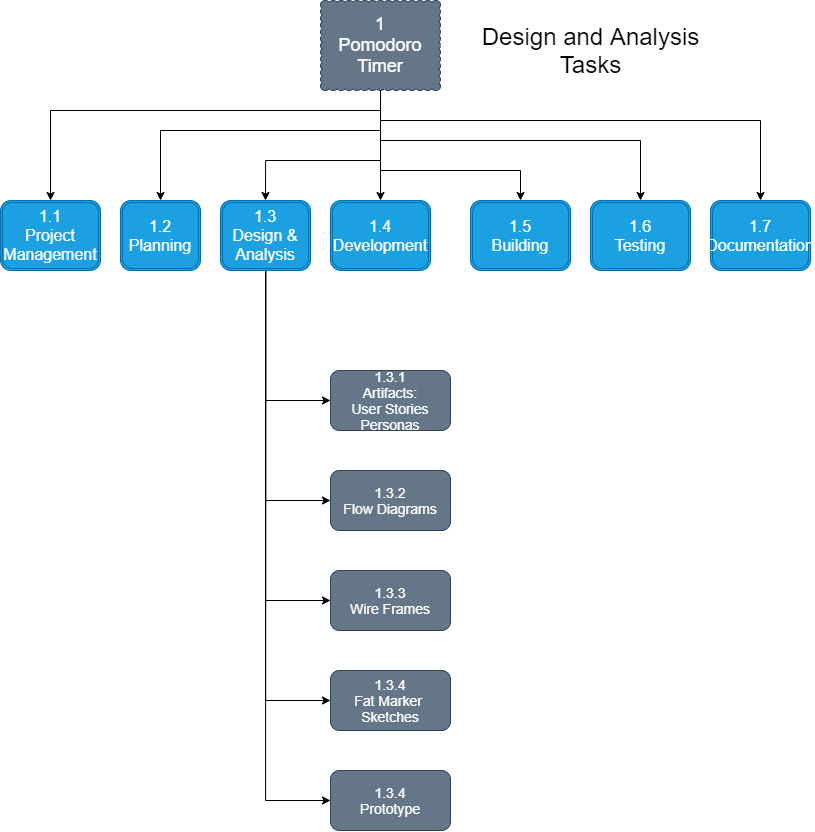 1
Pomodoro
Timer
Design and Analysis
Tasks
1.1
Project
Management
1.2
Planning
1.3
Design &
Analysis
1.4
Development
1.5
Building
1.6
Testing
1.7
Documentation
1.3.1
Artifacts:
User Stories
Personas
1.3.2
Flow Diagrams
1.3.3
Wire Frames
1.3.4
Fat Marker
Sketches
1.3.4
Prototype